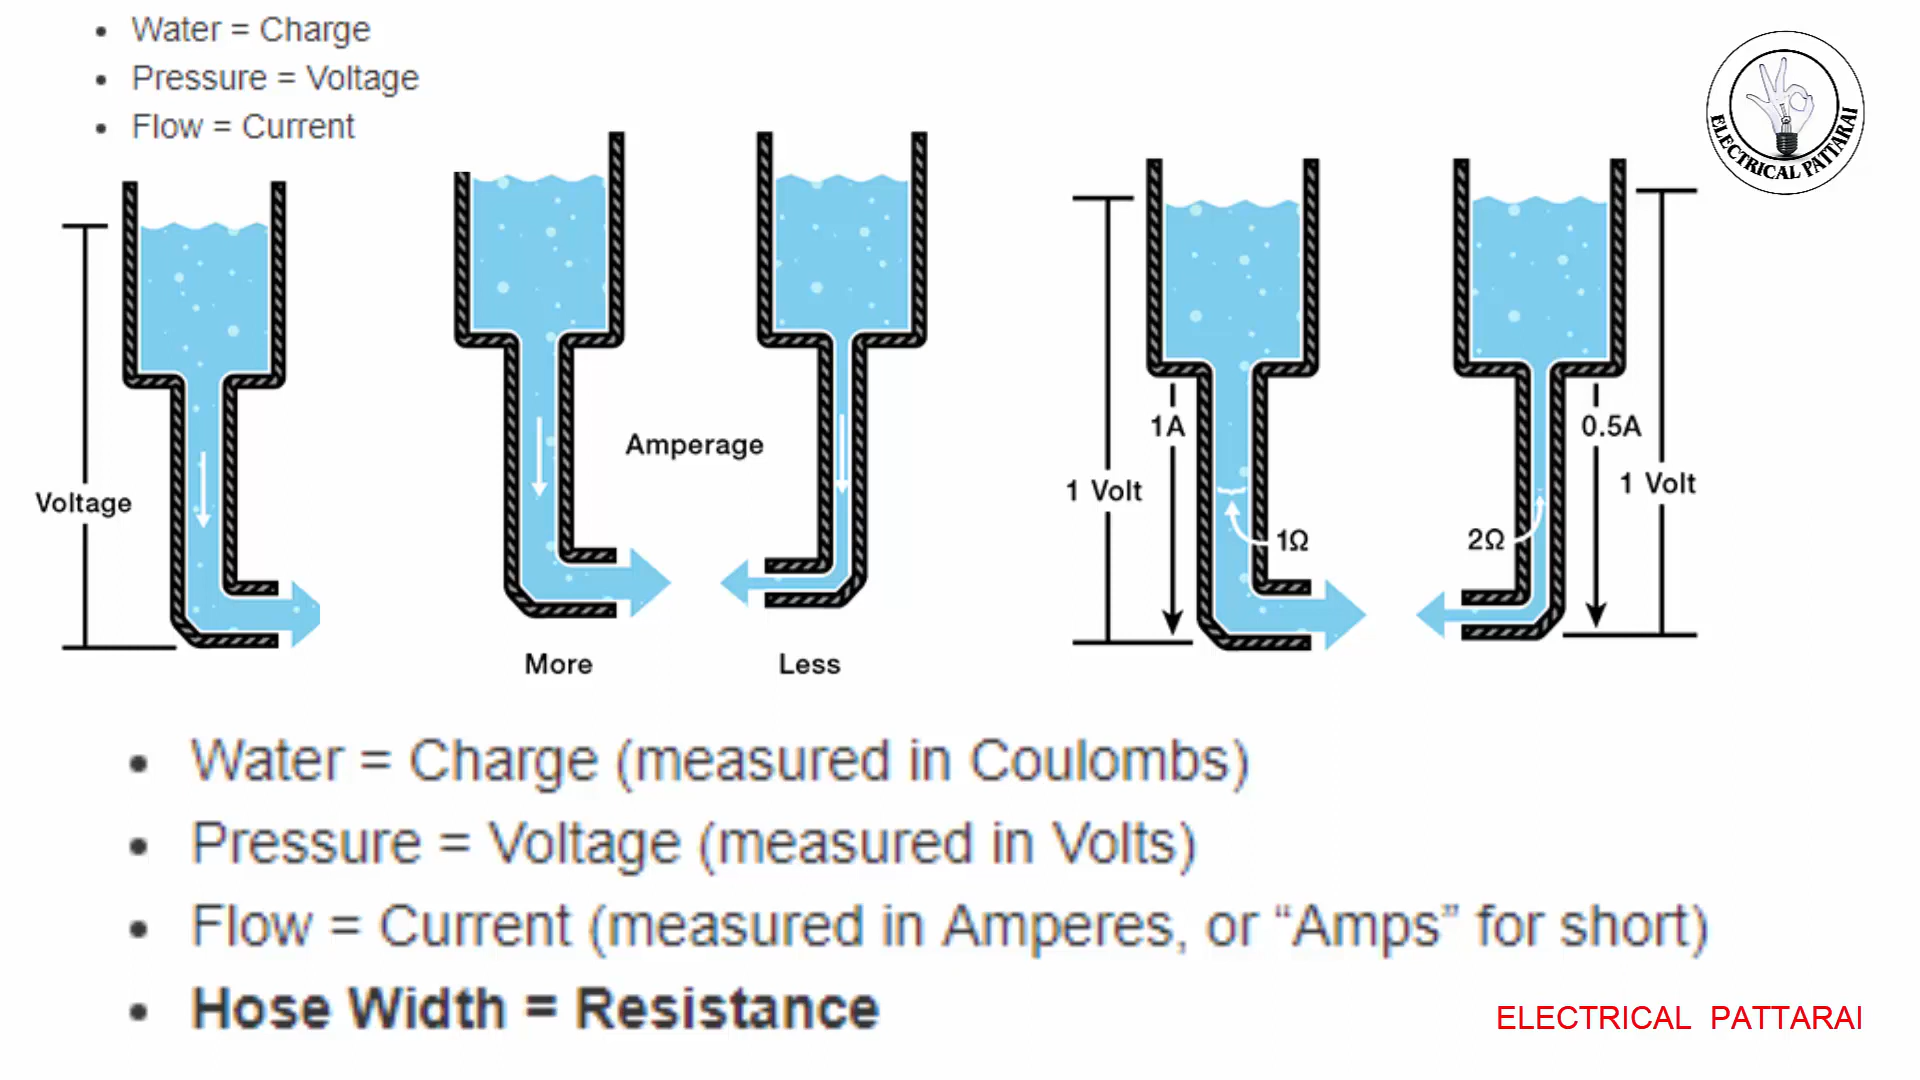 • Water = Charge
• Pressure = Voltage
• Flow = Current
ELECTRICAL PATTARAI
Voltage
Amperage
More
Less
1 Volt
1A
1Ω
2Ω
0.5A
1 Volt
• Water = Charge (measured in Coulombs)
• Pressure = Voltage (measured in Volts)
• Flow = Current (measured in Amperes, or “Amps” for short)
• Hose Width = Resistance
ELECTRICAL PATTARAI